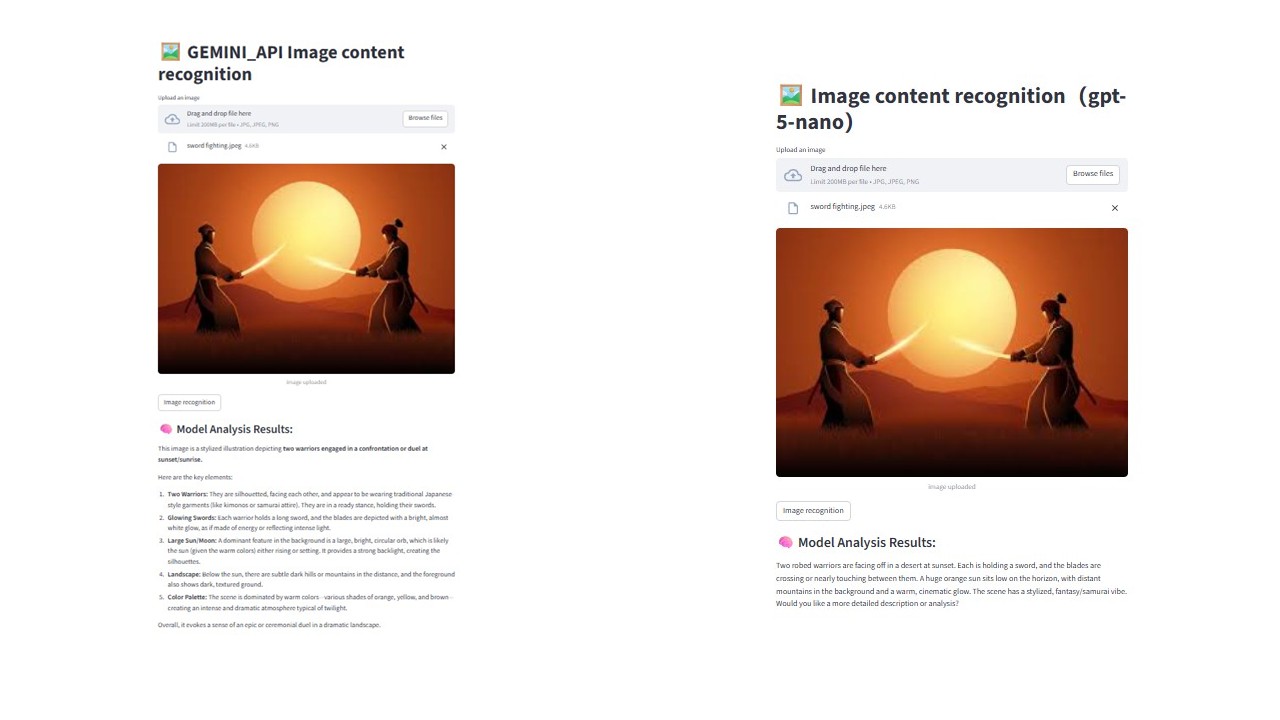 GEMINI_API Image content
recognition
Upload an image
Drag and drop file here
Limit 200MB per file • JPG, JPEG, PNG
Browse files
sword fighting.jpeg 4.6KB
Image uploaded
Image recognition
Model Analysis Results:
This image is a stylized illustration depicting two warriors engaged in a confrontation or duel at
sunset/sunrise.
Here are the key elements:
1. Two Warriors: They are silhouetted, facing each other, and appear to be wearing traditional Japanese
style garments (like kimonos or samurai attire). They are in a ready stance, holding their swords.
2. Glowing Swords: Each warrior holds a long sword, and the blades are depicted with a bright, almost
white glow, as if made of energy or reflecting intense light.
3. Large Sun/Moon: A dominant feature in the background is a large, bright, circular orb, which is likely
the sun (given the warm colors) either rising or setting. It provides a strong backlight, creating the
silhouettes.
4. Landscape: Below the sun, there are subtle dark hills or mountains in the distance, and the foreground
also shows dark, textured ground.
5. Color Palette: The scene is dominated by warm colors--various shades of orange, yellow, and brown--
creating an intense and dramatic atmosphere typical of twilight.
Overall, it evokes a sense of an epic or ceremonial duel in a dramatic landscape.
Image content recognition（gpt-
5-nano）
Upload an image
Drag and drop file here
Limit 200MB per file • JPG, JPEG, PNG
Browse files
sword fighting.jpeg 4.6KB
Image uploaded
Image recognition
Model Analysis Results:
Two robed warriors are facing off in a desert at sunset. Each is holding a sword, and the blades are
crossing or nearly touching between them. A huge orange sun sits low on the horizon, with distant
mountains in the background and a warm, cinematic glow. The scene has a stylized, fantasy/samurai vibe.
Would you like a more detailed description or analysis?